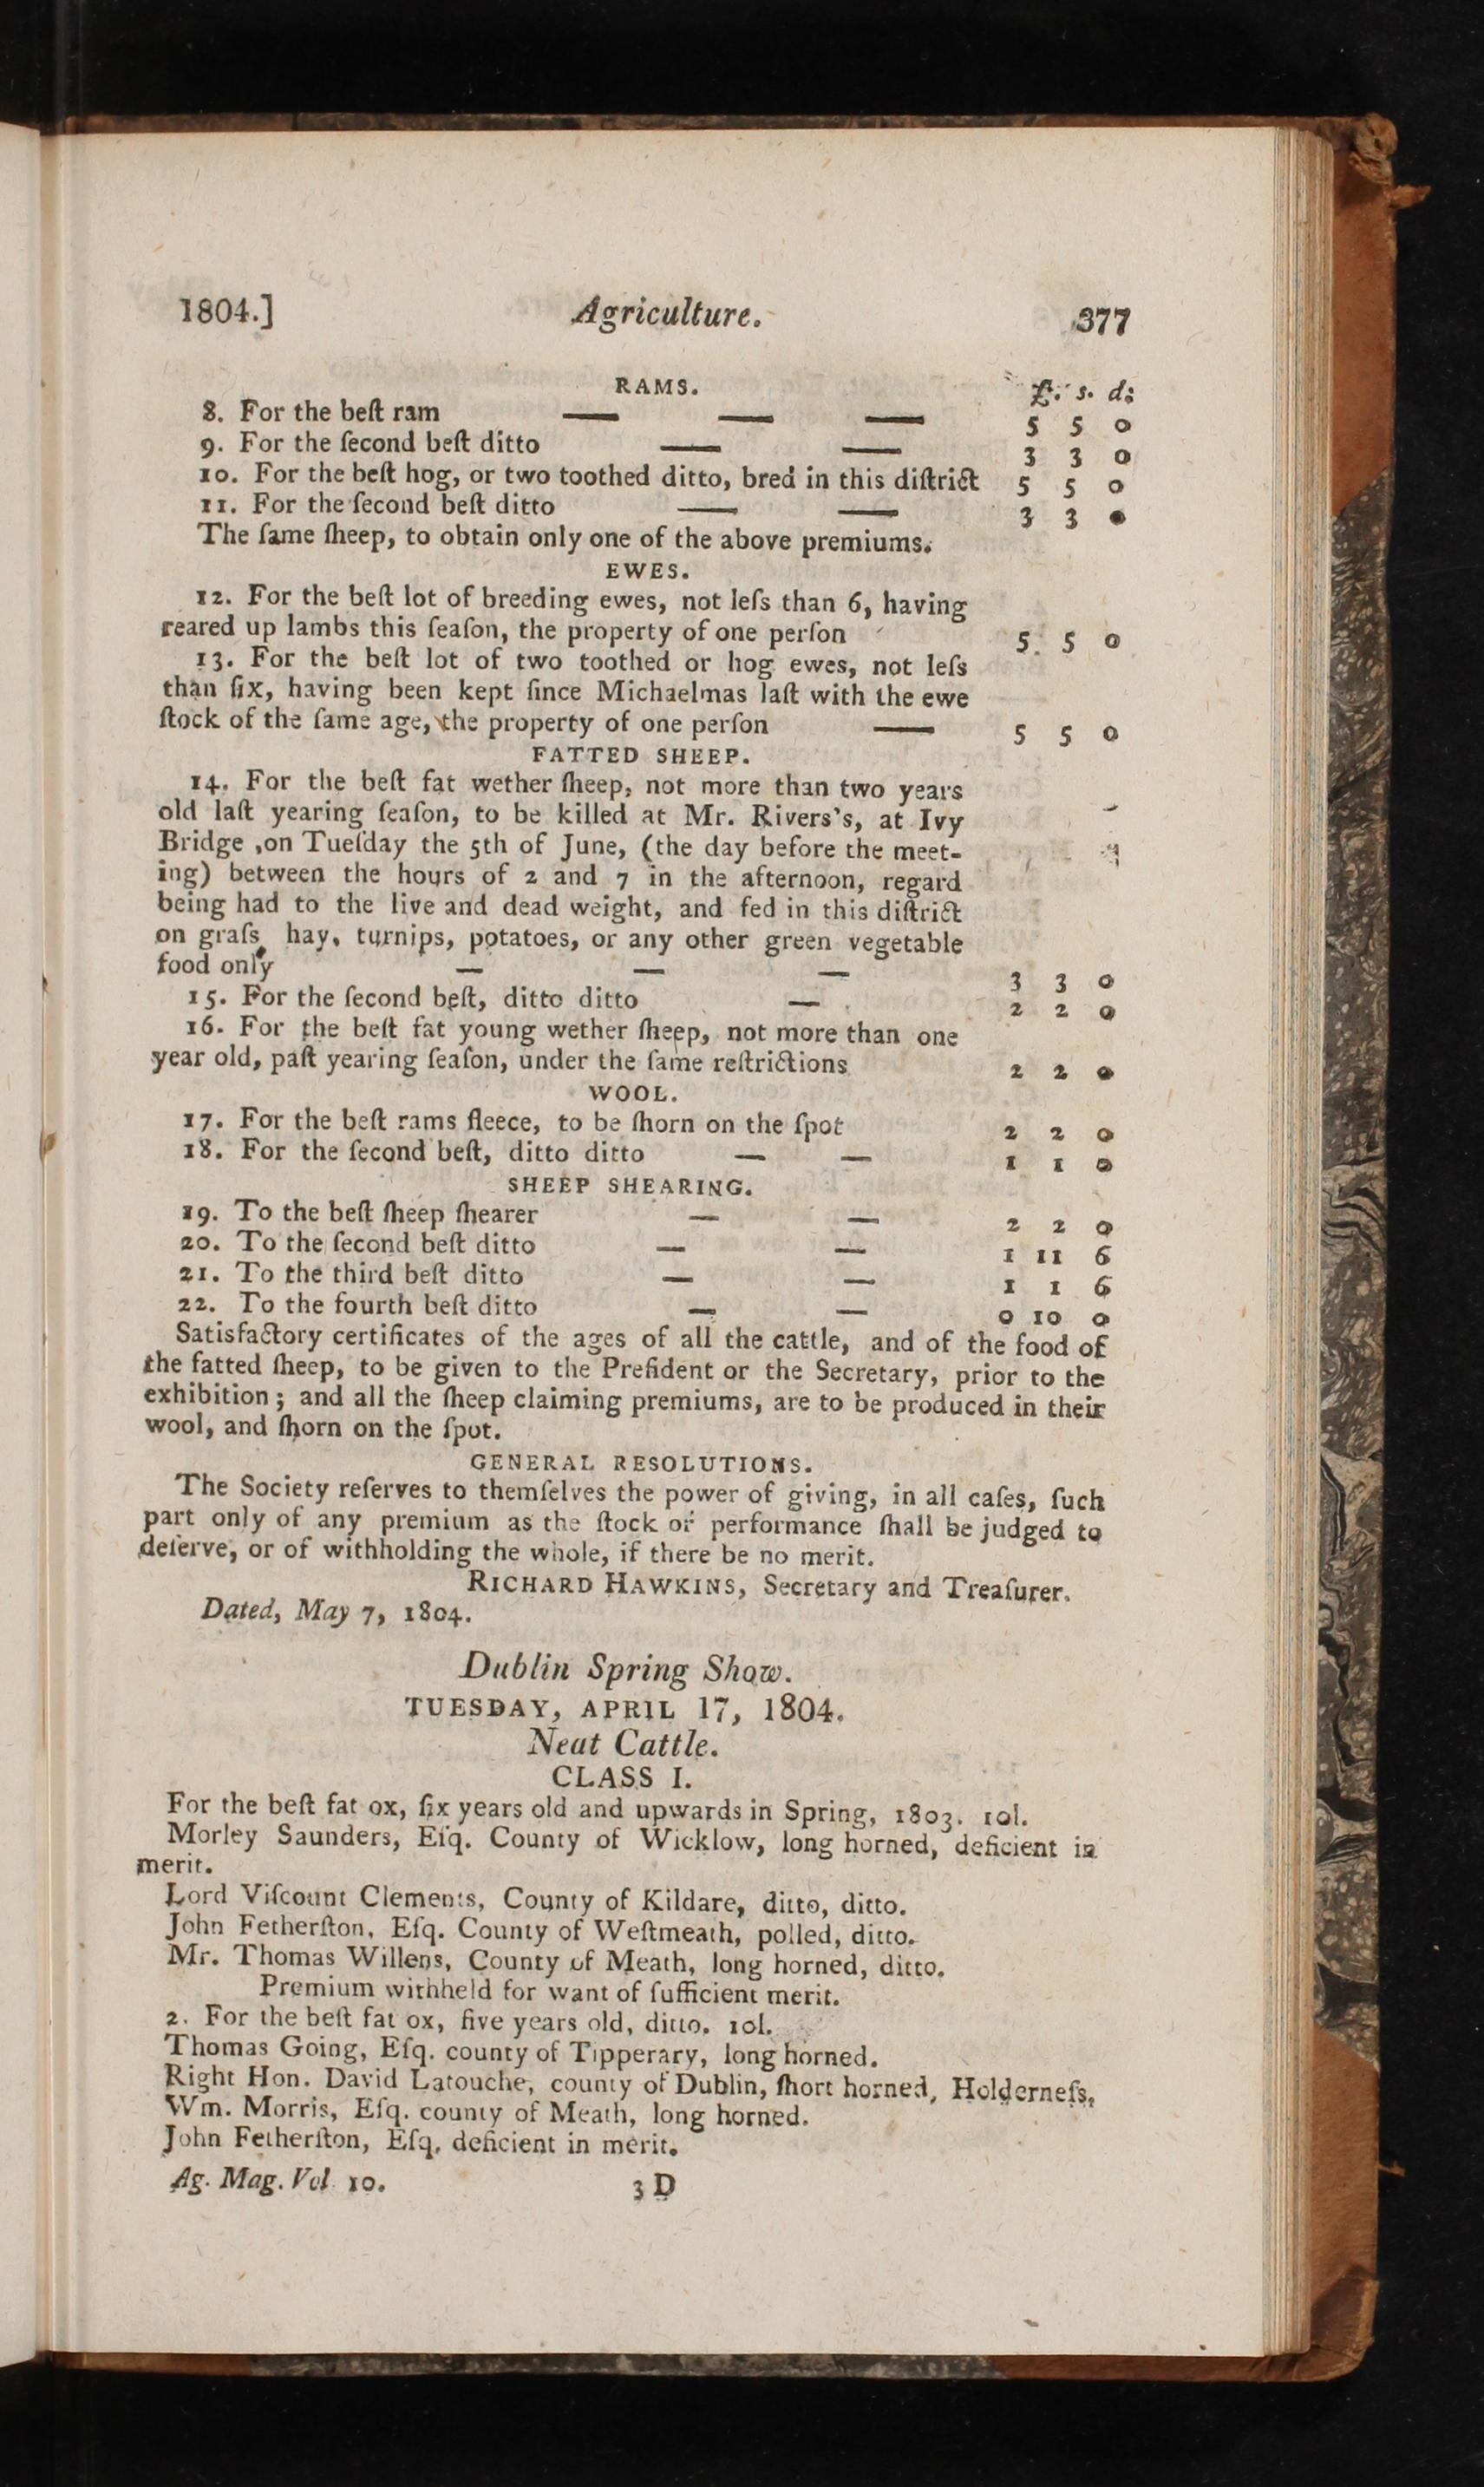 1804.] Agriculture. 377
RAMS. £. s. d.
8. For the beſt ram — — — 5 5 0
9. For the ſecond beſt ditto — — 3 3 0
10. For the beſt hog, or two toothed ditto, bred in this diſtrict 5 5 0
11. For the ſecond beſt ditto — — 3 3 0
The ſame ſheep, to obtain only one of the above premiums.
EWES.
12. For the beſt lot of breeding ewes, not leſs than 6, having
reared up lambs this ſeaſon, the property of one perſon 5 5 0
13. For the beſt lot of two toothed or hog ewes, not leſs
than ſix, having been kept ſince Michaelmas laſt with the ewe
ſtock of the ſame age, the property of one perſon — 5 5 0
FATTED SHEEP.
14. For the beſt fat wether ſheep, not more than two years
old laſt yearing ſeaſon, to be killed at Mr. Rivers's, at Ivy
Bridge ,on Tueſday the 5th of June, (the day before the meet-
ing) between the hours of 2 and 7 in the afternoon, regard
being had to the live and dead weight, and fed in this diſtrict
on graſs, hay, turnips, potatoes, or any other green vegetable
food only — — — 3 3 0
15. For the ſecond beſt, ditto ditto — 2 2 0
16. For the beſt fat young wether ſheep, not more than one
year old, paſt yearing ſeaſon, under the ſame reſtrictions 2 2 0
WOOL.
17. For the beſt rams fleece, to be ſhorn on the ſpot 2 2 0
18. For the ſecond beſt, ditto ditto — — 1 1 0
SHEEP SHEARING.
19. To the beſt ſheep ſhearer — — 2 2 0
20. To the ſecond beſt ditto — — 1 11 6
21. To the third beſt ditto — — 1 1 6
22. To the fourth beſt ditto — — 0 10 0
Satisfactory certificates of the ages of all the cattle, and of the food of
the fatted ſheep, to be given to the Preſident or the Secretary, prior to the
exhibition; and all the ſheep claiming premiums, are to be produced in their
wool, and ſhorn on the ſpot.
GENERAL RESOLUTIONS.
The Society reſerves to themſelves the power of giving, in all caſes, ſuch
part only of any premium as the ſtock or performance ſhall be judged to
deſerve, or of withholding the whole, if there be no merit.
RICHARD HAWKINS, Secretary and Treaſurer.
Dated, May 7, 1804.
Dublin Spring Show.
TUESDAY, APRIL 17, 1804.
Neat Cattle.
CLASS I.
For the beſt fat ox, ſix years old and upwards in Spring, 1803. 10l.
Morley Saunders, Eſq. County of Wicklow, long horned, deficient in
merit.
Lord Viſcount Clements, County of Kildare, ditto, ditto.
John Fetherſton, Eſq. County of Weſtmeath, polled, ditto.
Mr. Thomas Willens, County of Meath, long horned, ditto.
Premium withheld for want of ſufficient merit.
2. For the beſt fat ox, five years old, ditto. 10l.
Thomas Going, Eſq. county of Tipperary, long horned.
Right Hon. David Latouche, county of Dublin, ſhort horned, Holderneſs.
Wm. Morris, Eſq. county of Meath, long horned.
John Fetherſton, Eſq. deficient in merit.
Ag. Mag. Vol. 10. 3 D